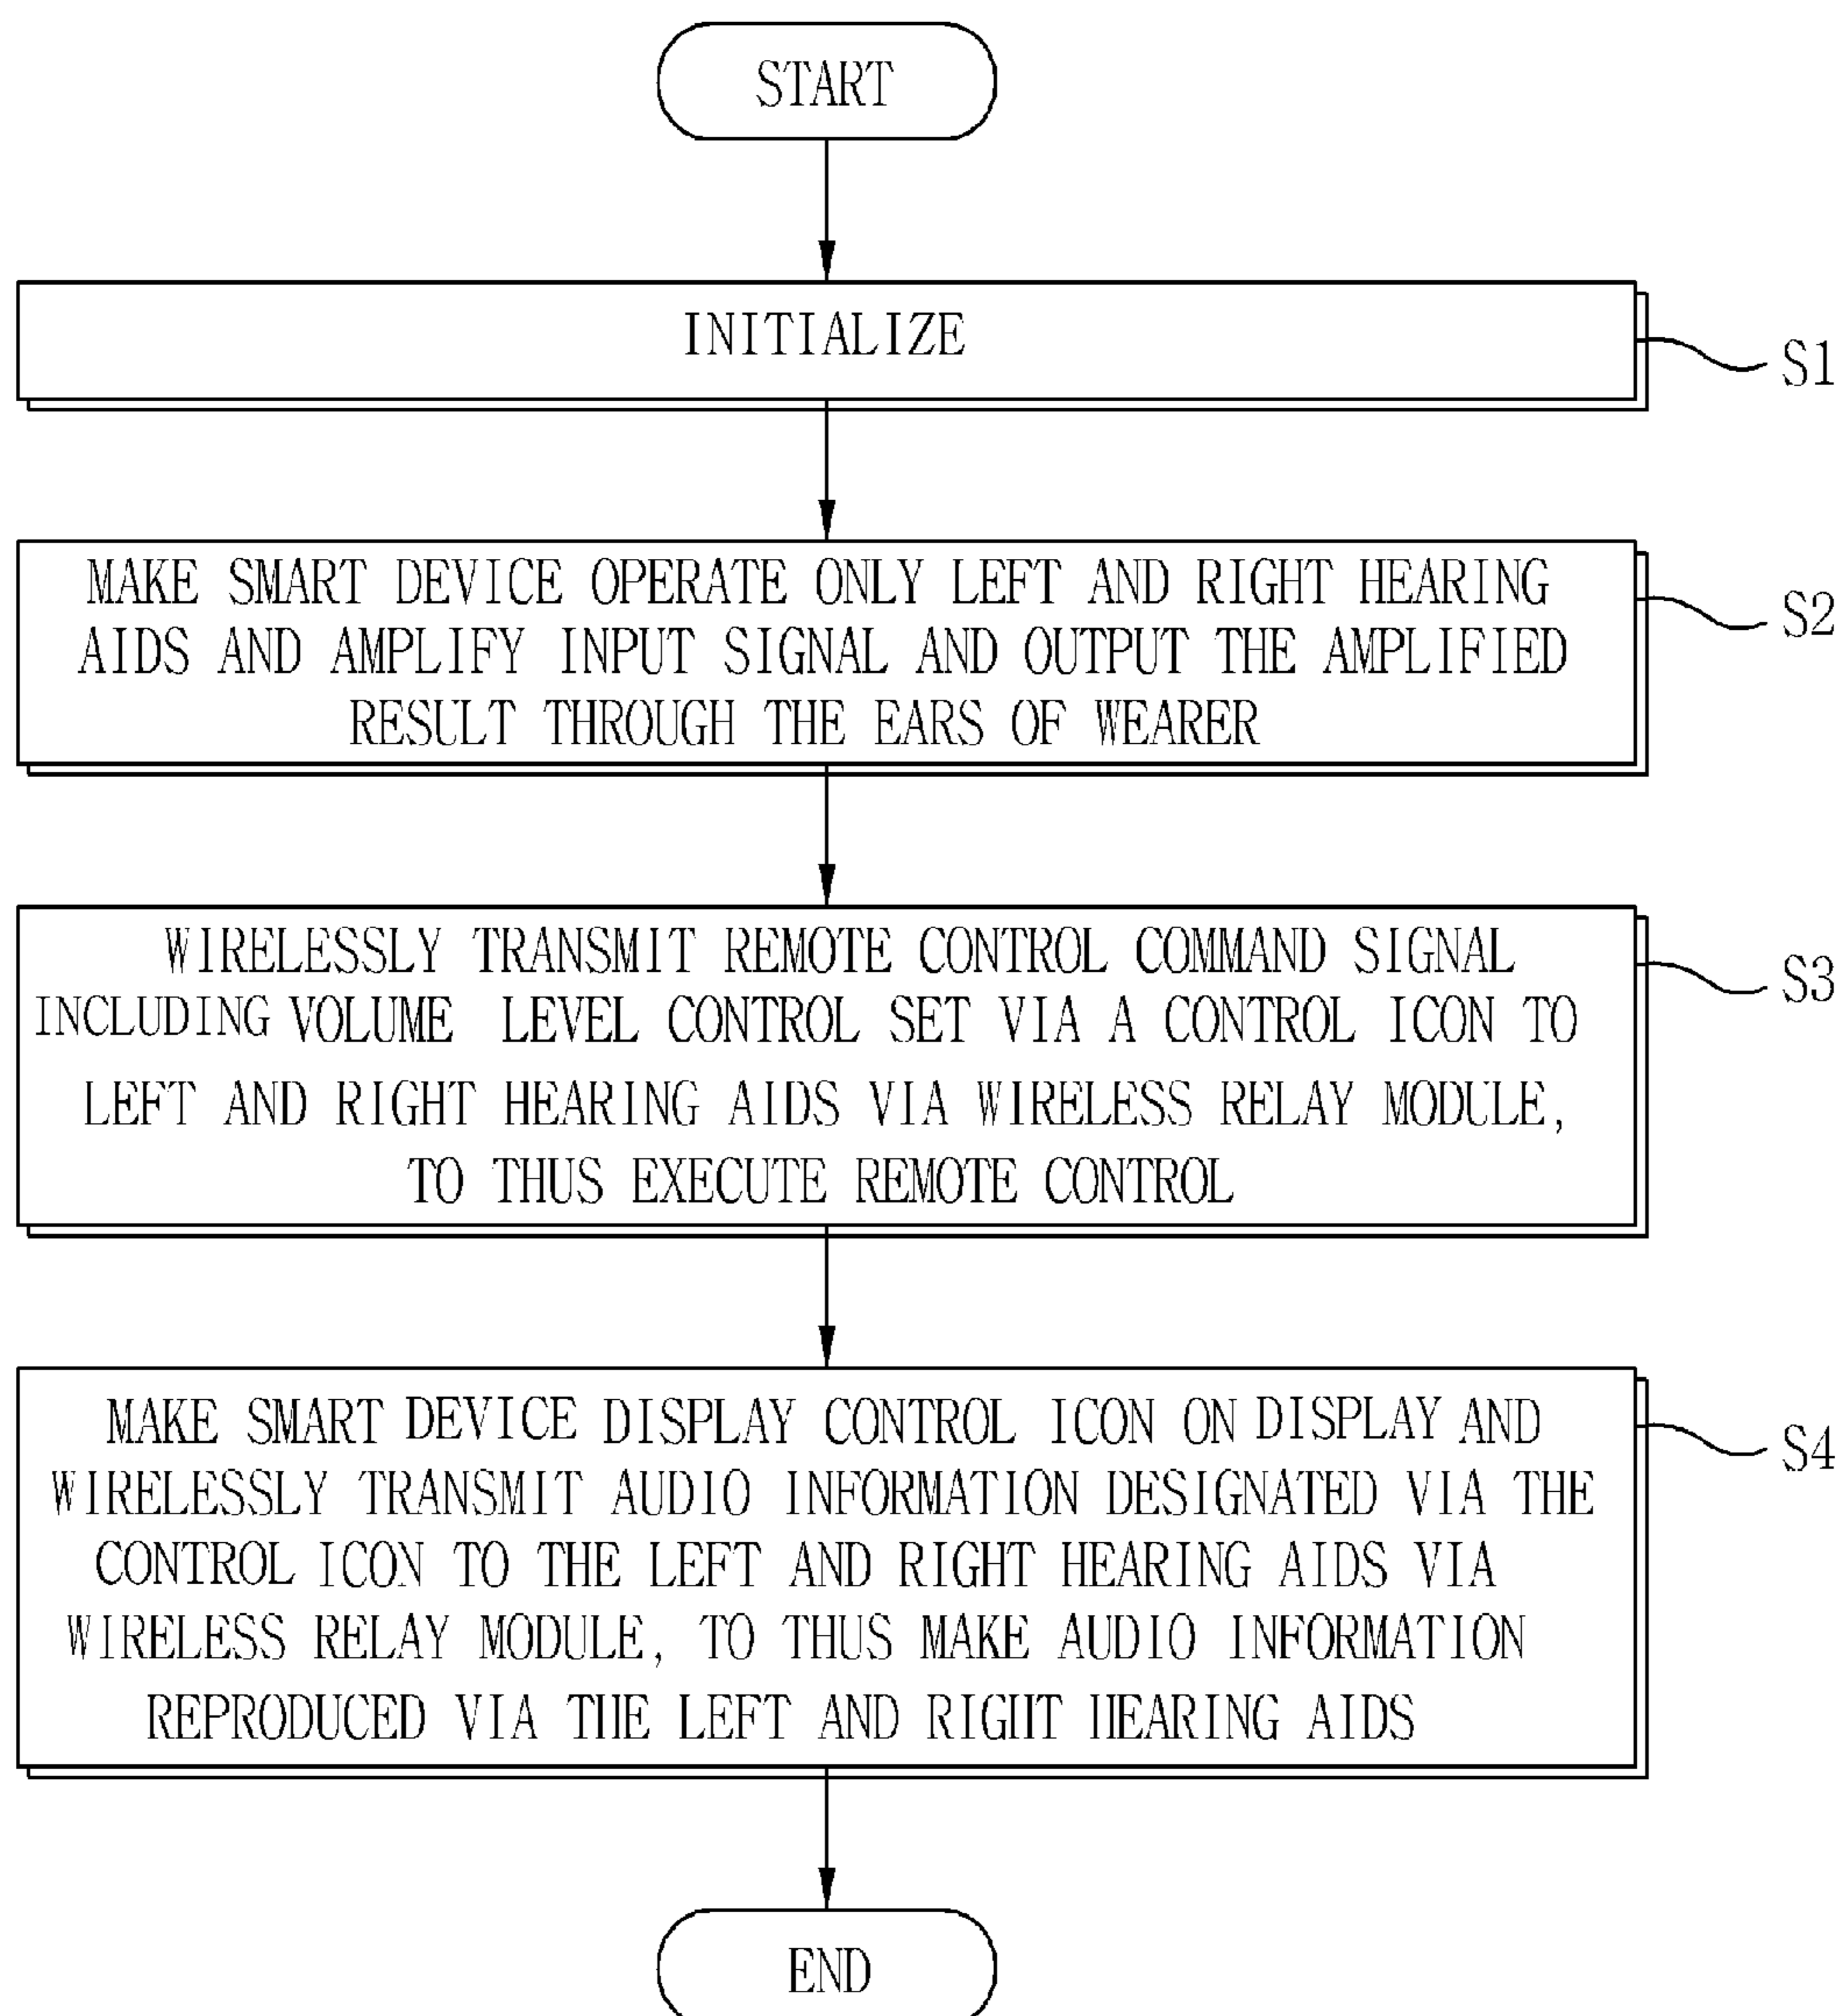 START
INITIALIZE
S1
MAKE SMART DEVICE OPERATE ONLY LEFT AND RIGHT HEARING
AIDS AND AMPLIFY INPUT SIGNAL AND OUTPUT THE AMPLIFIED
RESULT THROUGH THE EARS OF WEARER
S2
WIRELESSLY TRANSMIT REMOTE CONTROL COMMAND SIGNAL
INCLUDING VOLUME LEVEL CONTROL SET VIA A CONTROL ICON TO
LEFT AND RIGHT HEARING AIDS VIA WIRELESS RELAY MODULE,
TO THUS EXECUTE REMOTE CONTROL
S3
MAKE SMART DEVICE DISPLAY CONTROL ICON ON DISPLAY AND
WIRELESSLY TRANSMIT AUDIO INFORMATION DESIGNATED VIA THE
CONTROL ICON TO THE LEFT AND RIGHT HEARING AIDS VIA
WIRELESS RELAY MODULE, TO THUS MAKE AUDIO INFORMATION
REPRODUCED VIA THE LEFT AND RIGHT HEARING AIDS
S4
END